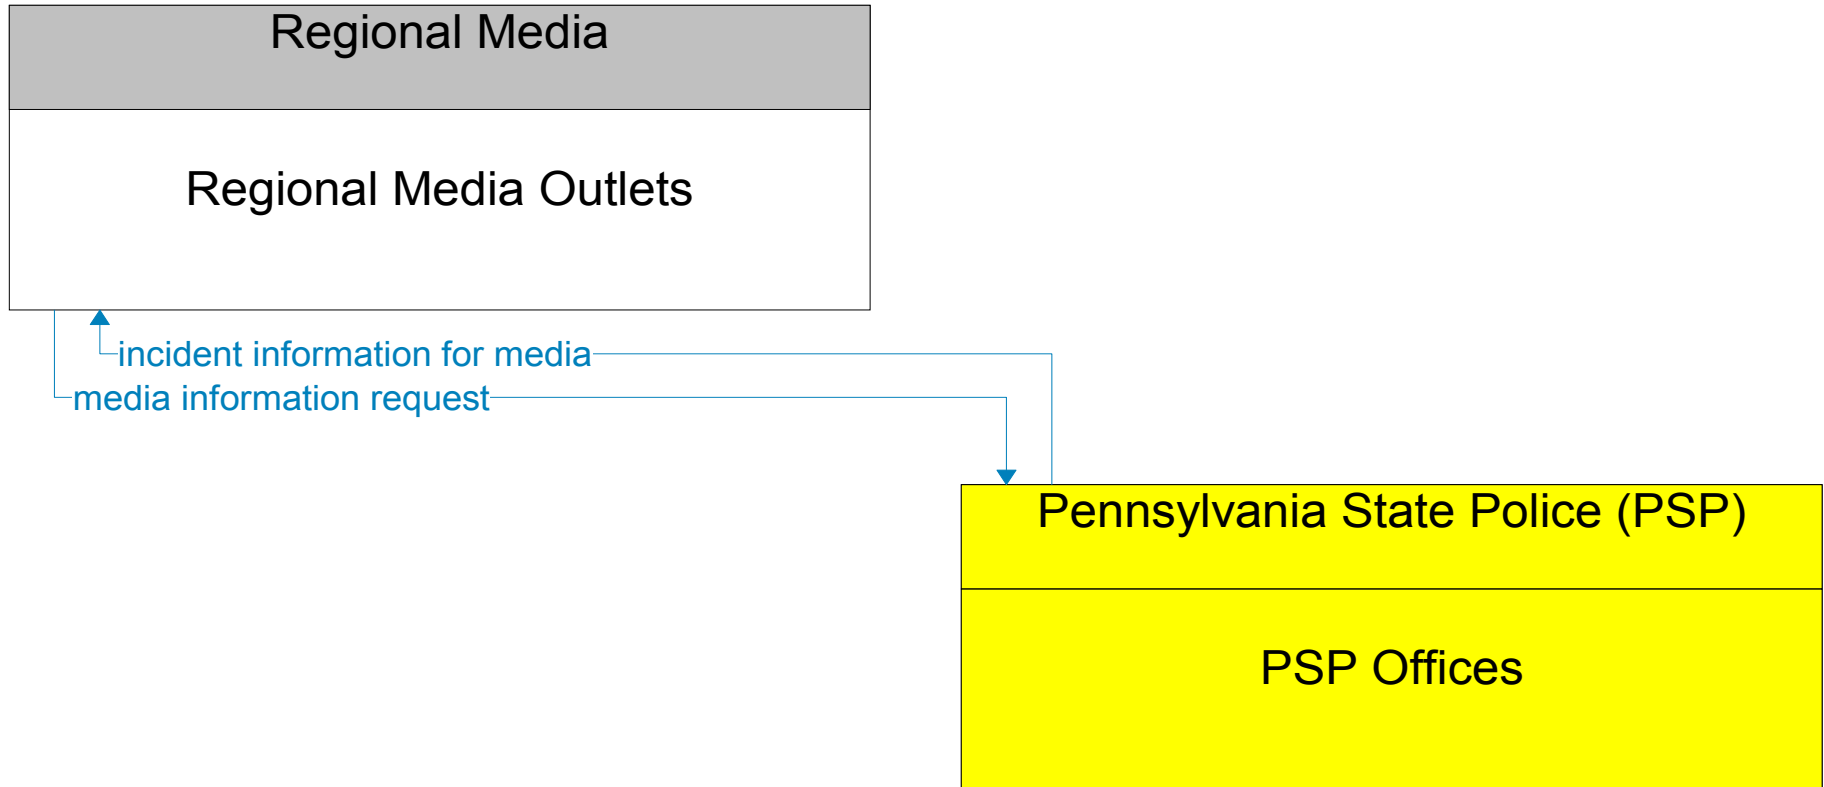 Regional Media
Regional Media Outlets
incident information for media
media information request
Pennsylvania State Police (PSP)
PSP Offices